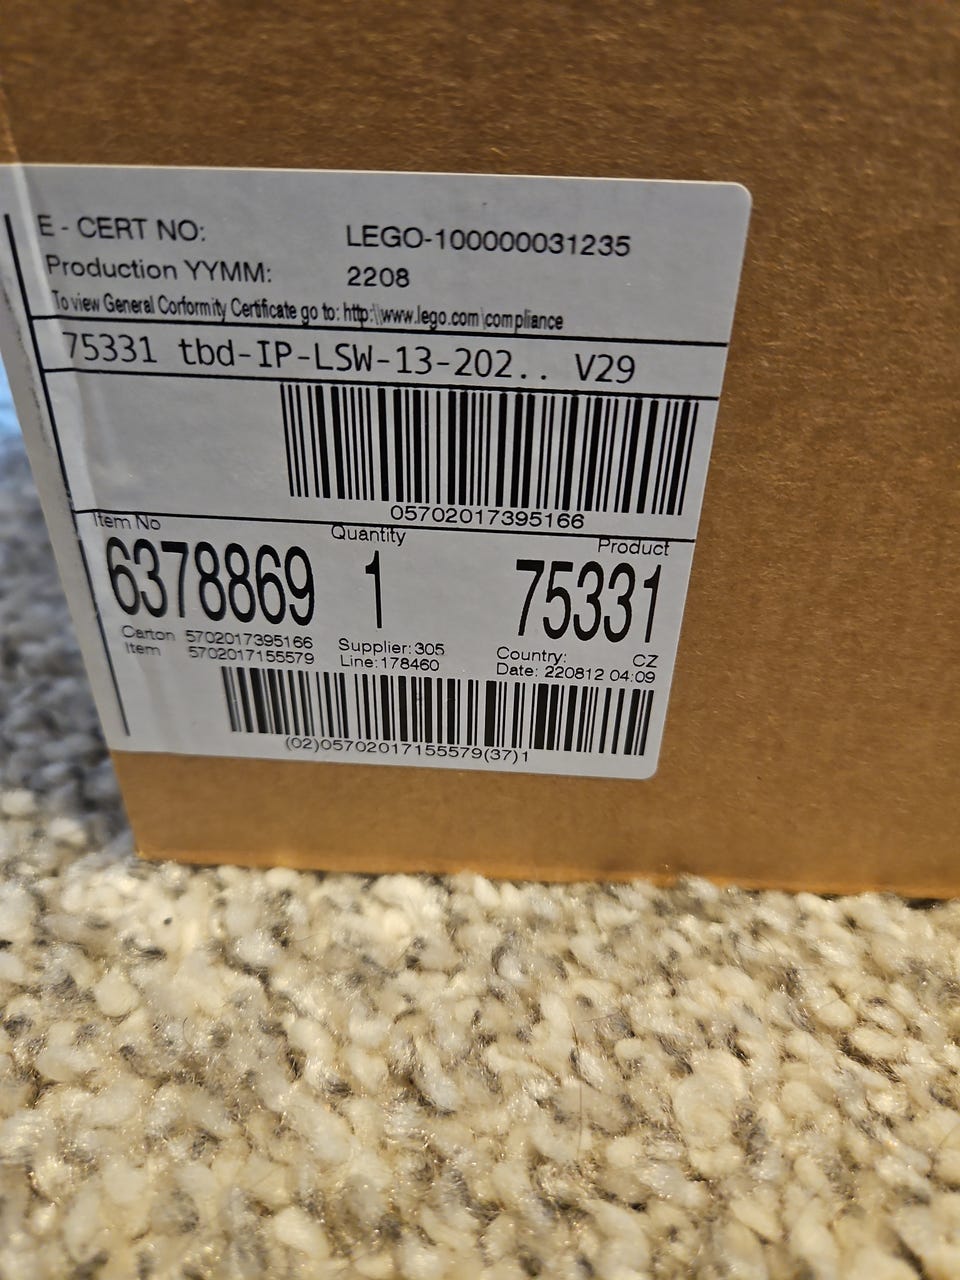 E - CERT NO: LEGO-100000031235
Production YYMM: 2208
To view General Corformity Certificate go to: http:\\www.lego.com\compliance
75331 tbd-IP-LSW-13-202.. V29
05702017395166
Item No Quantity Product
6378869 1 75331
Carton 5702017395166 Supplier: 305 Country: CZ
Item 5702017155579 Line: 178460 Date: 220812 04:09
(02)05702017155579(37)1